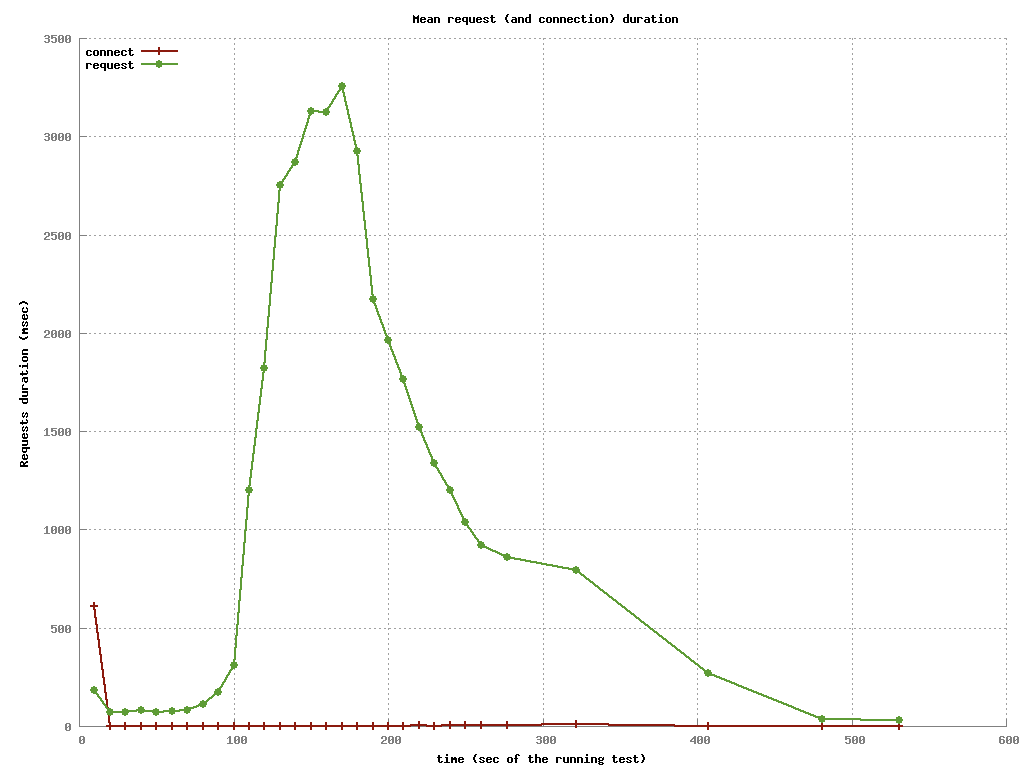 Mean request (and connection) duration
3500
connect
request
3000
2500
2000
Requests duration (msec)
1500
1000
500
0
0 100 200 300 400 500 600
time (sec of the running test)